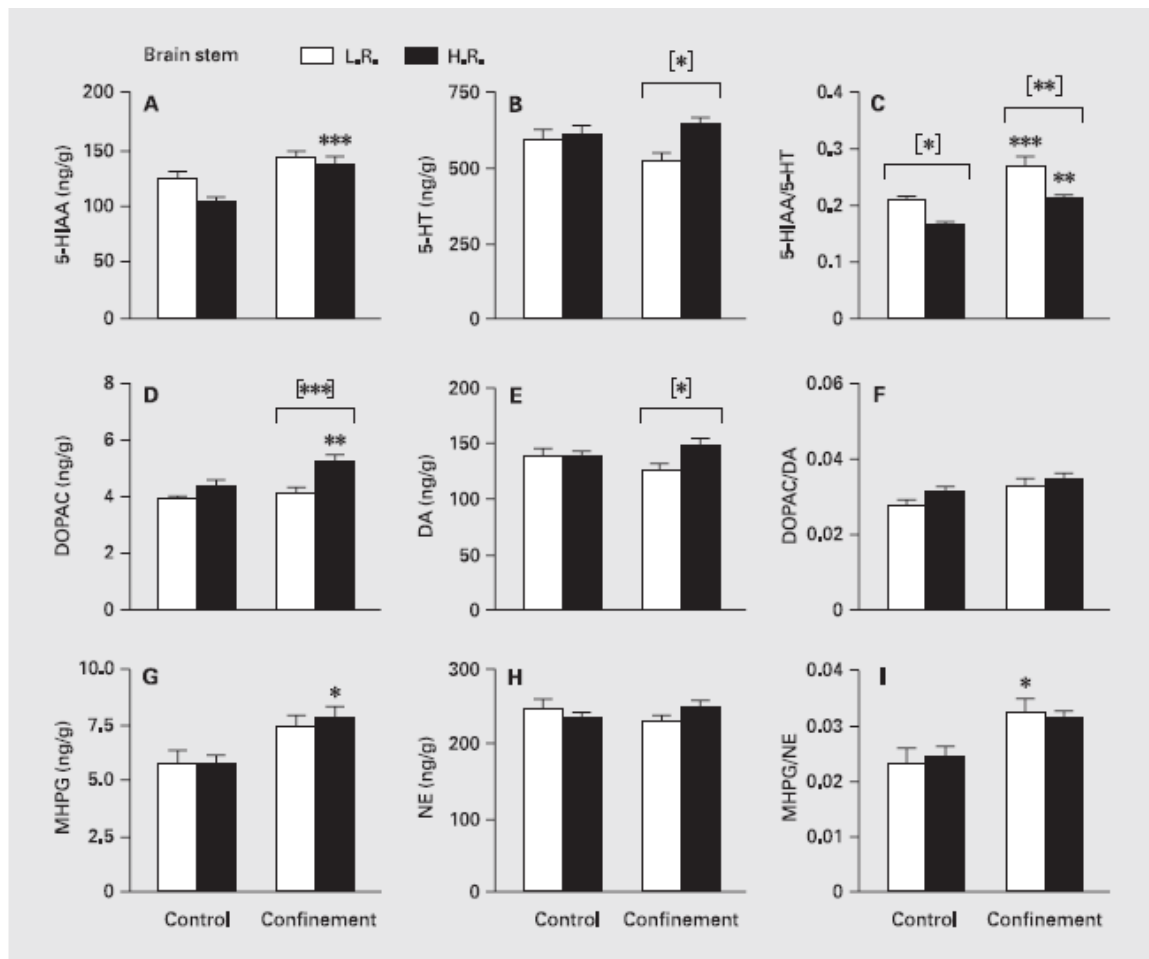 Brain stem L.R. H.R.
A
5-HIAA (ng/g)
200
150
100
50
0
***
B
5-HT (ng/g)
750
500
250
0
[*]
C
5-HIAA/5-HT
0.4
0.3
0.2
0.1
0
[*]
[**]
***
**
D
DOPAC (ng/g)
8
6
4
2
0
[***]
**
E
DA (ng/g)
200
150
100
50
0
[*]
F
DOPAC/DA
0.06
0.04
0.02
0
G
MHPG (ng/g)
10.0
7.5
5.0
2.5
0
*
Control Confinement
H
NE (ng/g)
300
200
100
0
Control Confinement
I
MHPG/NE
0.04
0.03
0.02
0.01
0
*
Control Confinement